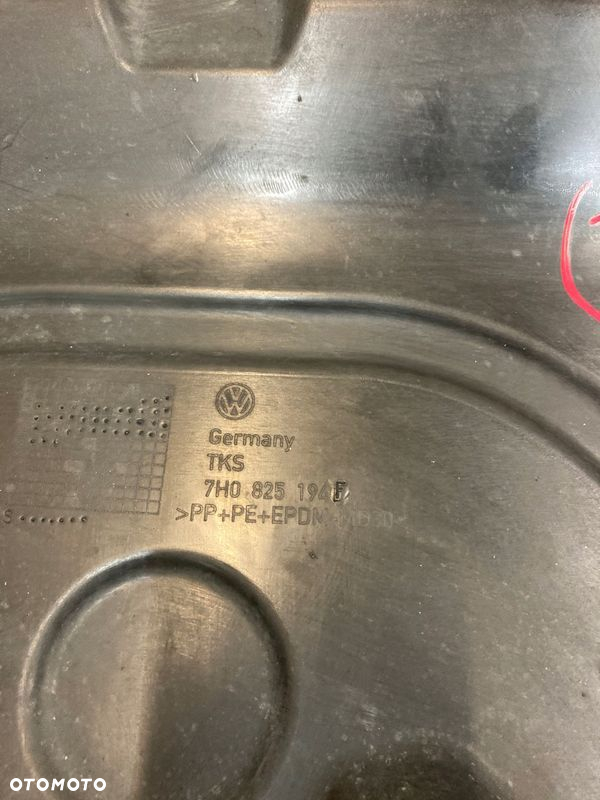 Germany
TKS
7H0 825 194 F
>PP+PE+EPDM
S
OTOMOTO